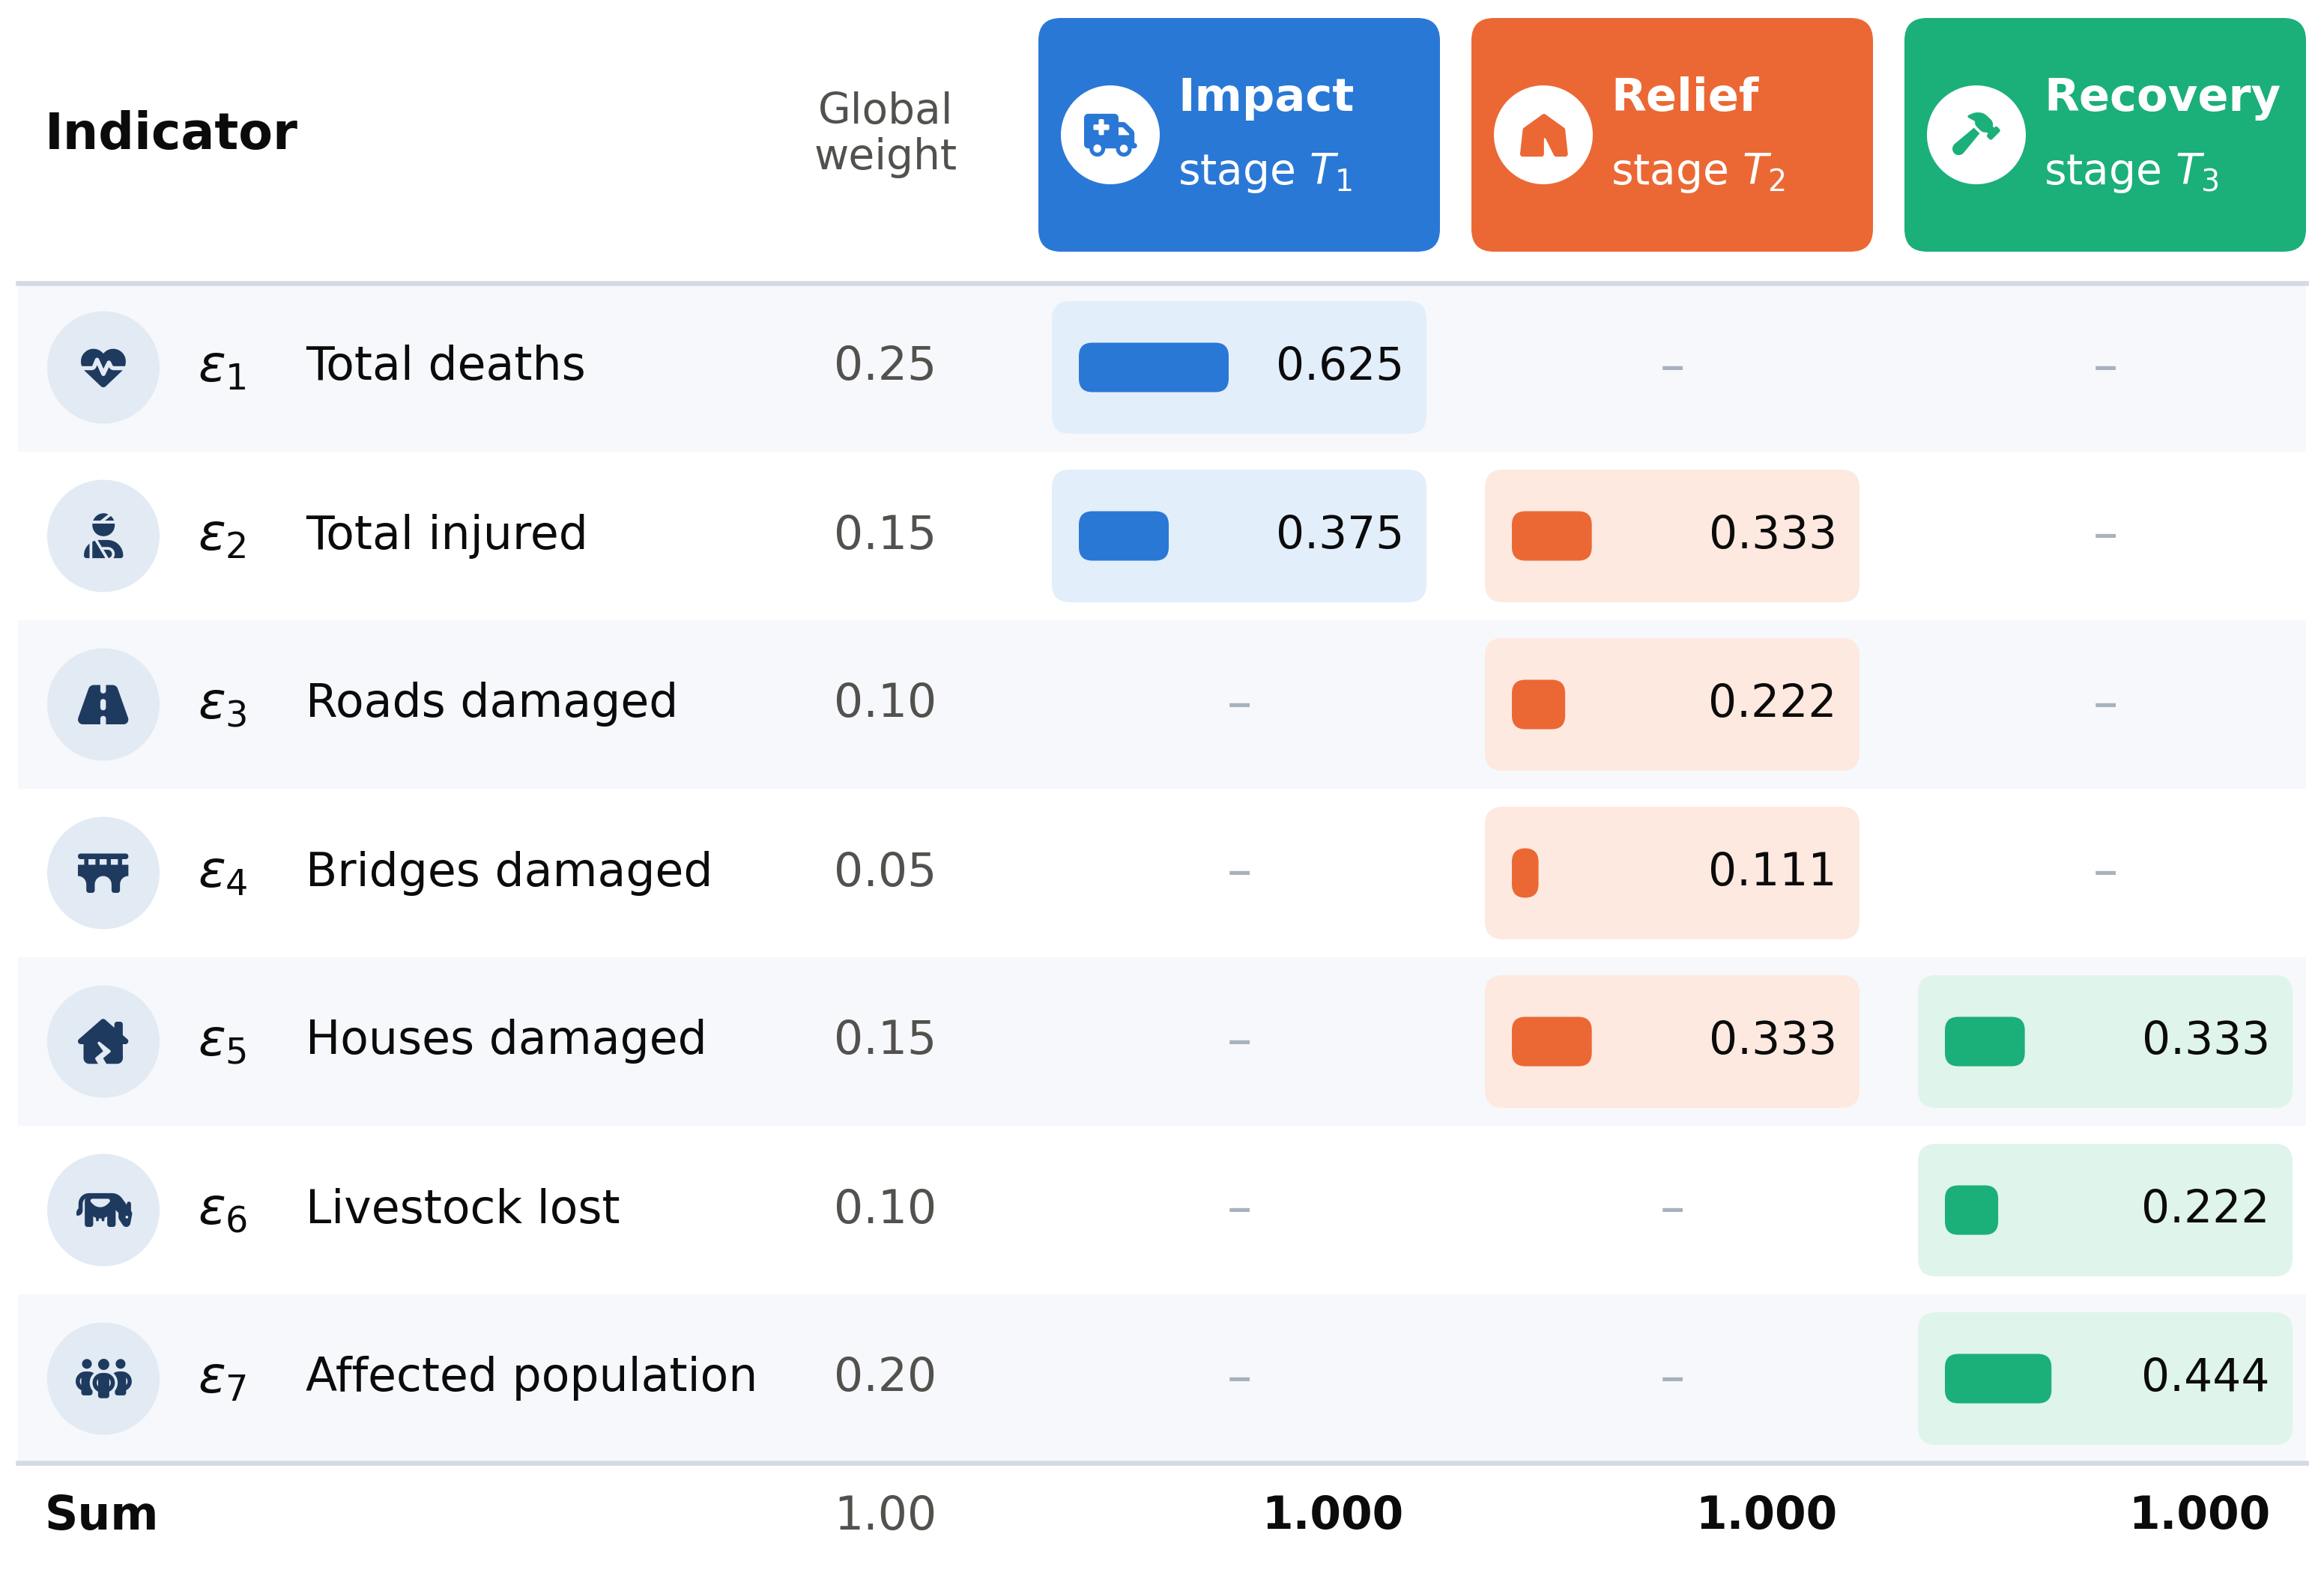 Indicator
Global
weight
Impact
stage T₁
Relief
stage T₂
Recovery
stage T₃
ε₁ Total deaths 0.25 0.625 – –
ε₂ Total injured 0.15 0.375 0.333 –
ε₃ Roads damaged 0.10 – 0.222 –
ε₄ Bridges damaged 0.05 – 0.111 –
ε₅ Houses damaged 0.15 – 0.333 0.333
ε₆ Livestock lost 0.10 – – 0.222
ε₇ Affected population 0.20 – – 0.444
Sum 1.00 1.000 1.000 1.000